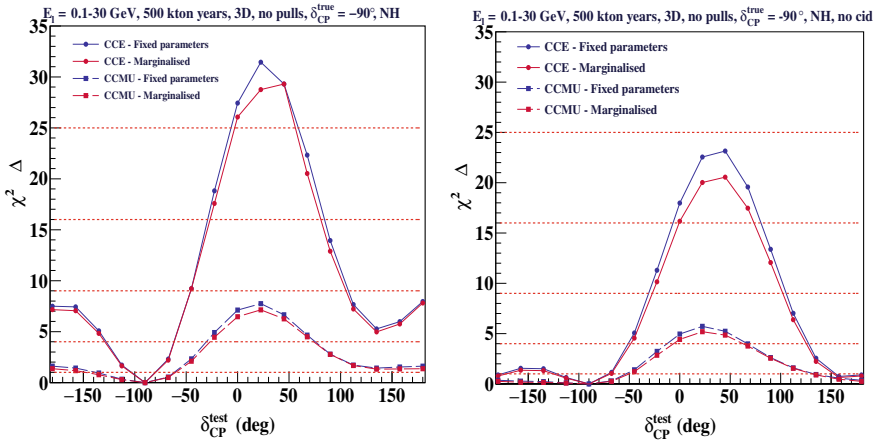 E_l = 0.1-30 GeV, 500 kton years, 3D, no pulls, δ_CP^true = −90°, NH
CCE - Fixed parameters
CCE - Marginalised
CCMU - Fixed parameters
CCMU - Marginalised
35
30
25
20
15
10
5
0
χ² Δ
−150 −100 −50 0 50 100 150
δ_CP^test (deg)
E_l = 0.1-30 GeV, 500 kton years, 3D, no pulls, δ_CP^true = -90°, NH, no cid
CCE - Fixed parameters
CCE - Marginalised
CCMU - Fixed parameters
CCMU - Marginalised
35
30
25
20
15
10
5
0
χ² Δ
−150 −100 −50 0 50 100 150
δ_CP^test (deg)